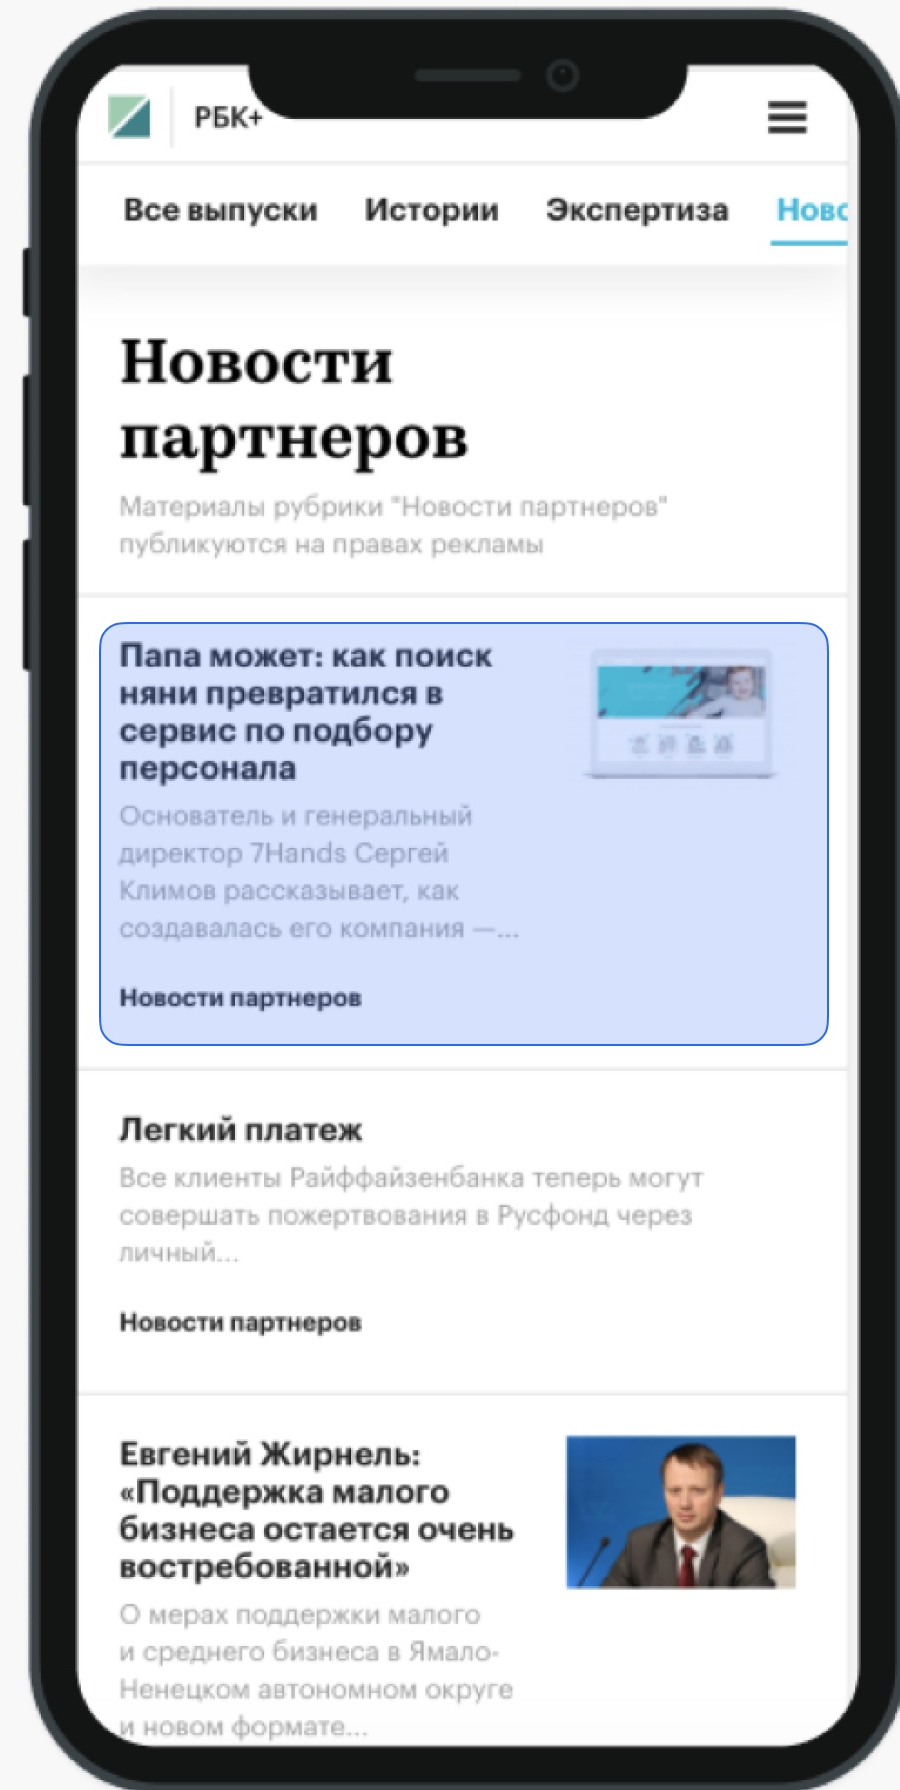 РБК+
Все выпуски Истории Экспертиза Ново
Новости
партнеров
Материалы рубрики "Новости партнеров"
публикуются на правах рекламы
Папа может: как поиск
няни превратился в
сервис по подбору
персонала
Основатель и генеральный
директор 7Hands Сергей
Климов рассказывает, как
создавалась его компания —...
Новости партнеров
Легкий платеж
Все клиенты Райффайзенбанка теперь могут
совершать пожертвования в Русфонд через
личный...
Новости партнеров
Евгений Жирнель:
«Поддержка малого
бизнеса остается очень
востребованной»
О мерах поддержки малого
и среднего бизнеса в Ямало-
Ненецком автономном округе
и новом формате...